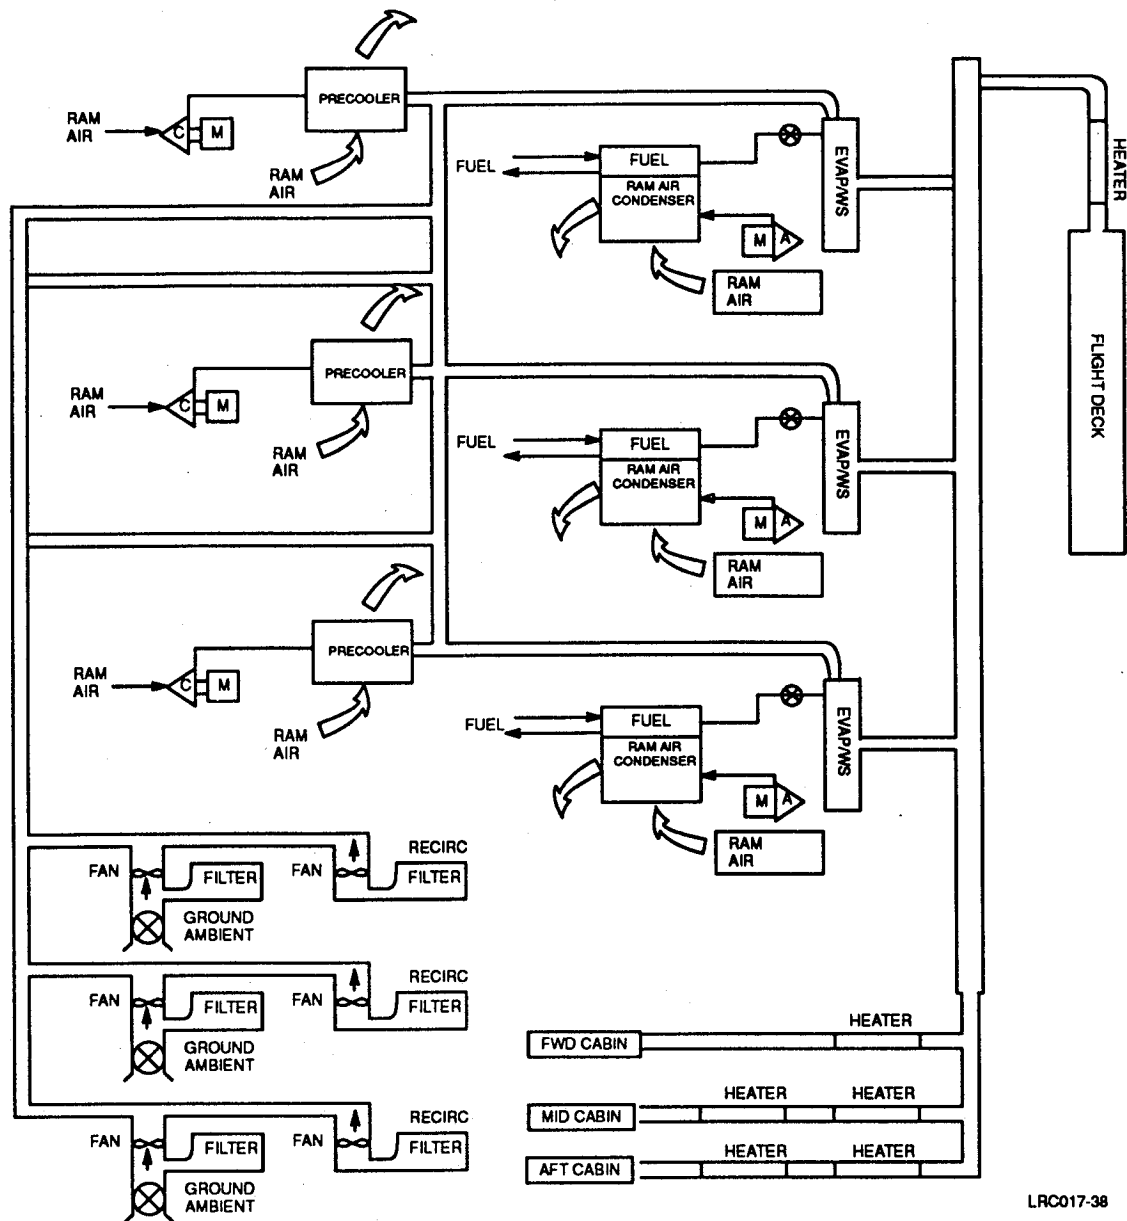 PRECOOLER
RAM
AIR
C
M
RAM
AIR
FUEL
FUEL
RAM AIR
CONDENSER
M
A
RAM
AIR
EVAP/WS
HEATER
FLIGHT DECK
PRECOOLER
RAM
AIR
C
M
RAM
AIR
FUEL
FUEL
RAM AIR
CONDENSER
M
A
RAM
AIR
EVAP/WS
PRECOOLER
RAM
AIR
C
M
RAM
AIR
FUEL
FUEL
RAM AIR
CONDENSER
M
A
RAM
AIR
EVAP/WS
RECIRC
FAN
FILTER
FAN
FILTER
GROUND
AMBIENT
RECIRC
FAN
FILTER
FAN
FILTER
GROUND
AMBIENT
RECIRC
FAN
FILTER
FAN
FILTER
GROUND
AMBIENT
HEATER
FWD CABIN
HEATER
HEATER
MID CABIN
HEATER
HEATER
AFT CABIN
LRC017-38